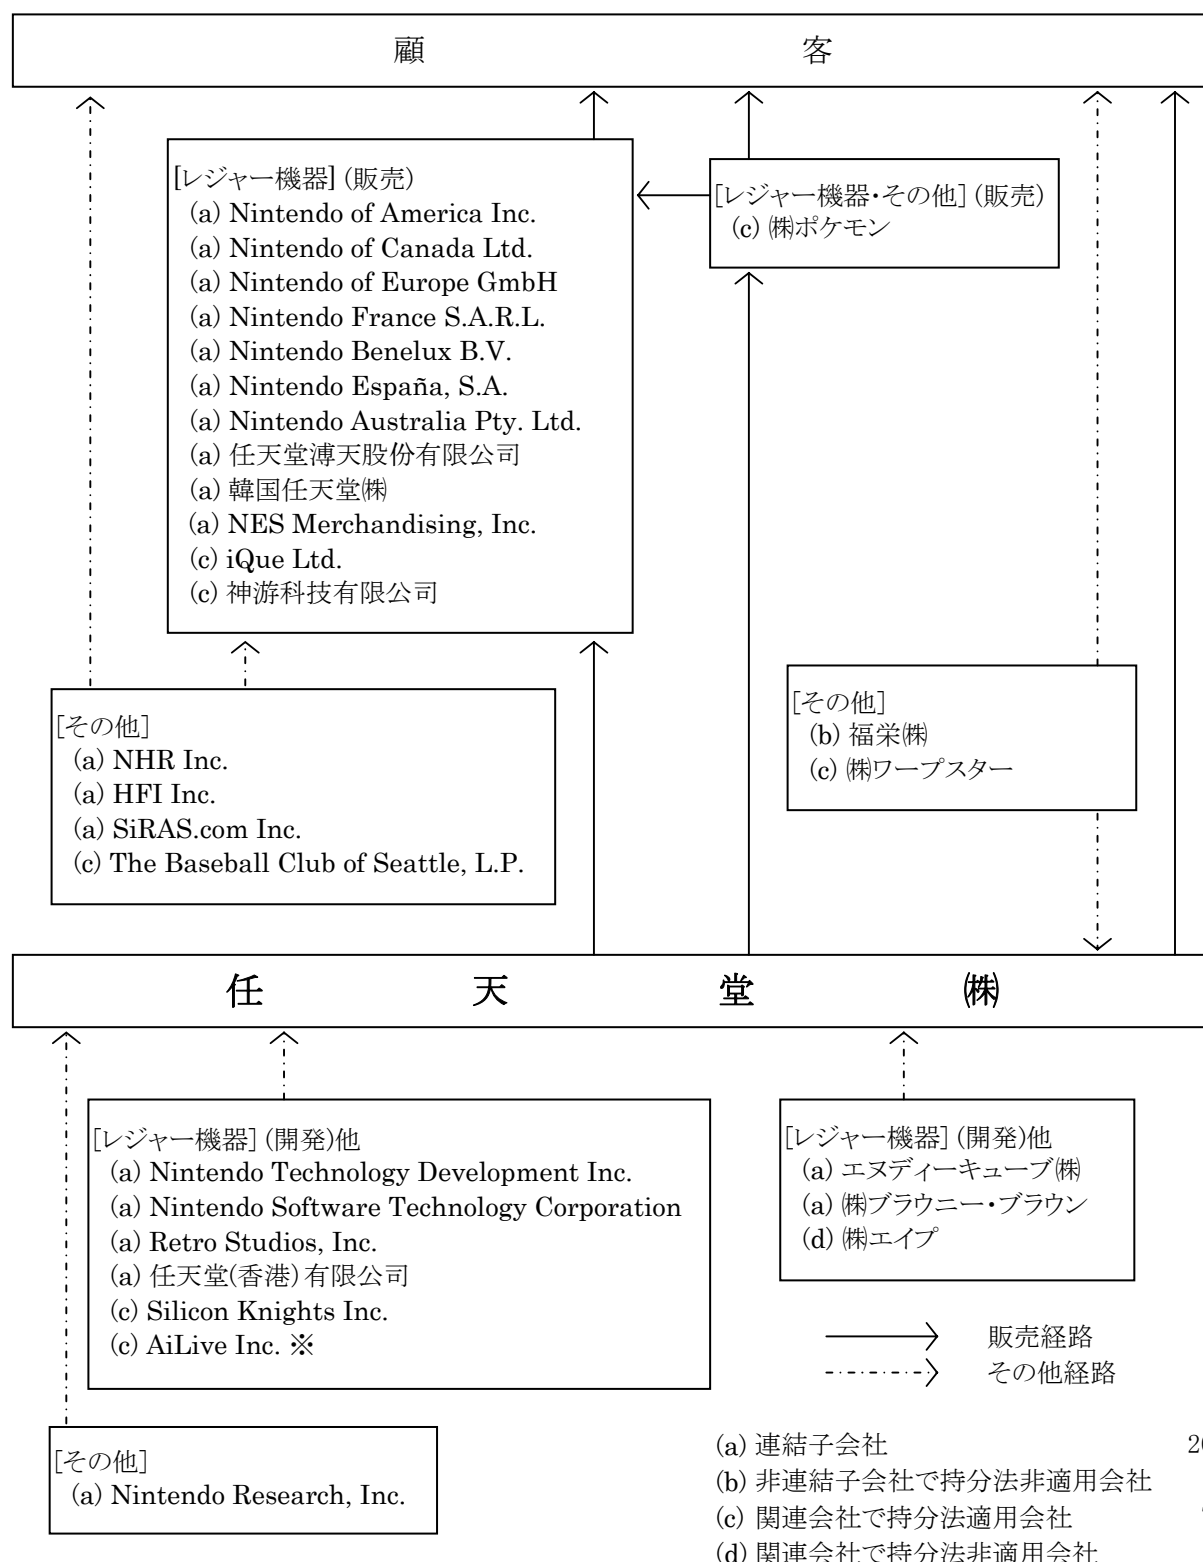 顧 客
[レジャー機器] (販売)
(a) Nintendo of America Inc.
(a) Nintendo of Canada Ltd.
(a) Nintendo of Europe GmbH
(a) Nintendo France S.A.R.L.
(a) Nintendo Benelux B.V.
(a) Nintendo España, S.A.
(a) Nintendo Australia Pty. Ltd.
(a) 任天堂溥天股份有限公司
(a) 韓国任天堂㈱
(a) NES Merchandising, Inc.
(c) iQue Ltd.
(c) 神游科技有限公司
[レジャー機器・その他] (販売)
(c) ㈱ポケモン
[その他]
(a) NHR Inc.
(a) HFI Inc.
(a) SiRAS.com Inc.
(c) The Baseball Club of Seattle, L.P.
[その他]
(b) 福栄㈱
(c) ㈱ワープスター
任 天 堂 ㈱
[レジャー機器] (開発)他
(a) Nintendo Technology Development Inc.
(a) Nintendo Software Technology Corporation
(a) Retro Studios, Inc.
(a) 任天堂(香港)有限公司
(c) Silicon Knights Inc.
(c) AiLive Inc. ※
[レジャー機器] (開発)他
(a) エヌディーキューブ㈱
(a) ㈱ブラウニー・ブラウン
(d) ㈱エイプ
[その他]
(a) Nintendo Research, Inc.
販売経路
その他経路
(a) 連結子会社
(b) 非連結子会社で持分法非適用会社
(c) 関連会社で持分法適用会社
(d) 関連会社で持分法非適用会社